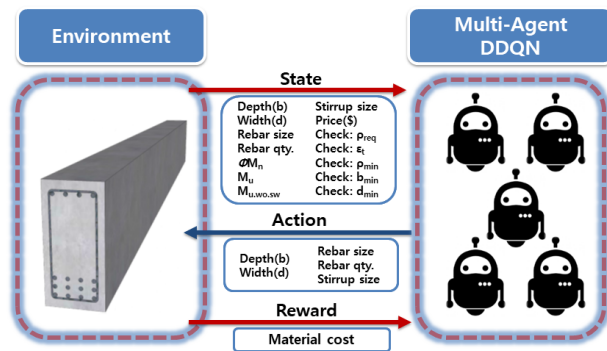 Environment
Multi-Agent
DDQN
State
Depth(b) Stirrup size
Width(d) Price($)
Rebar size Check: ρreq
Rebar qty. Check: εt
ΦMn Check: ρmin
Mu Check: bmin
Mu.wo.sw Check: dmin
Action
Depth(b) Rebar size
Width(d) Rebar qty.
Stirrup size
Reward
Material cost